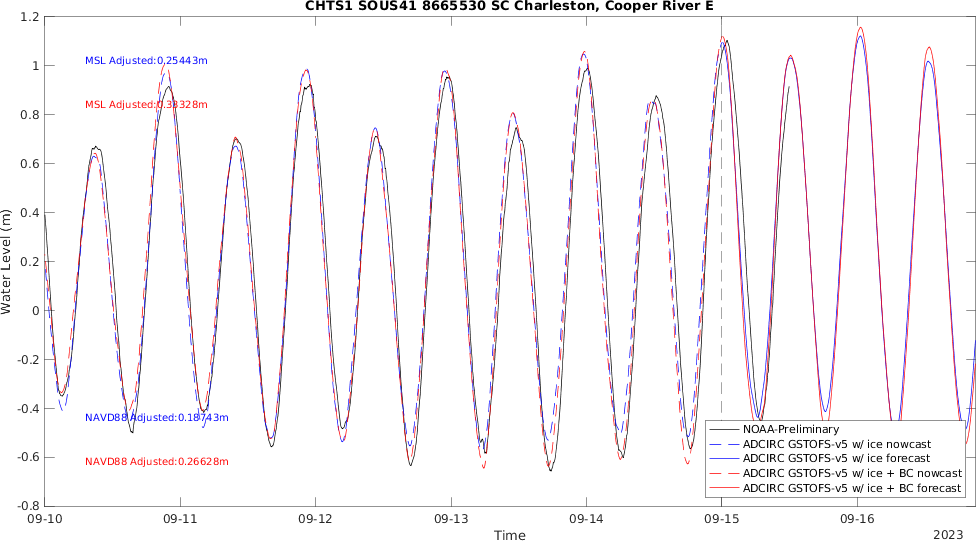 CHTS1 SOUS41 8665530 SC Charleston, Cooper River E
1.2
1
0.8
0.6
0.4
0.2
0
-0.2
-0.4
-0.6
-0.8
Water Level (m)
MSL Adjusted:0.25443m
MSL Adjusted:0.33328m
NAVD88 Adjusted:0.18743m
NAVD88 Adjusted:0.26628m
NOAA-Preliminary
ADCIRC GSTOFS-v5 w/ ice nowcast
ADCIRC GSTOFS-v5 w/ ice forecast
ADCIRC GSTOFS-v5 w/ ice + BC nowcast
ADCIRC GSTOFS-v5 w/ ice + BC forecast
09-10 09-11 09-12 09-13 09-14 09-15 09-16
Time
2023